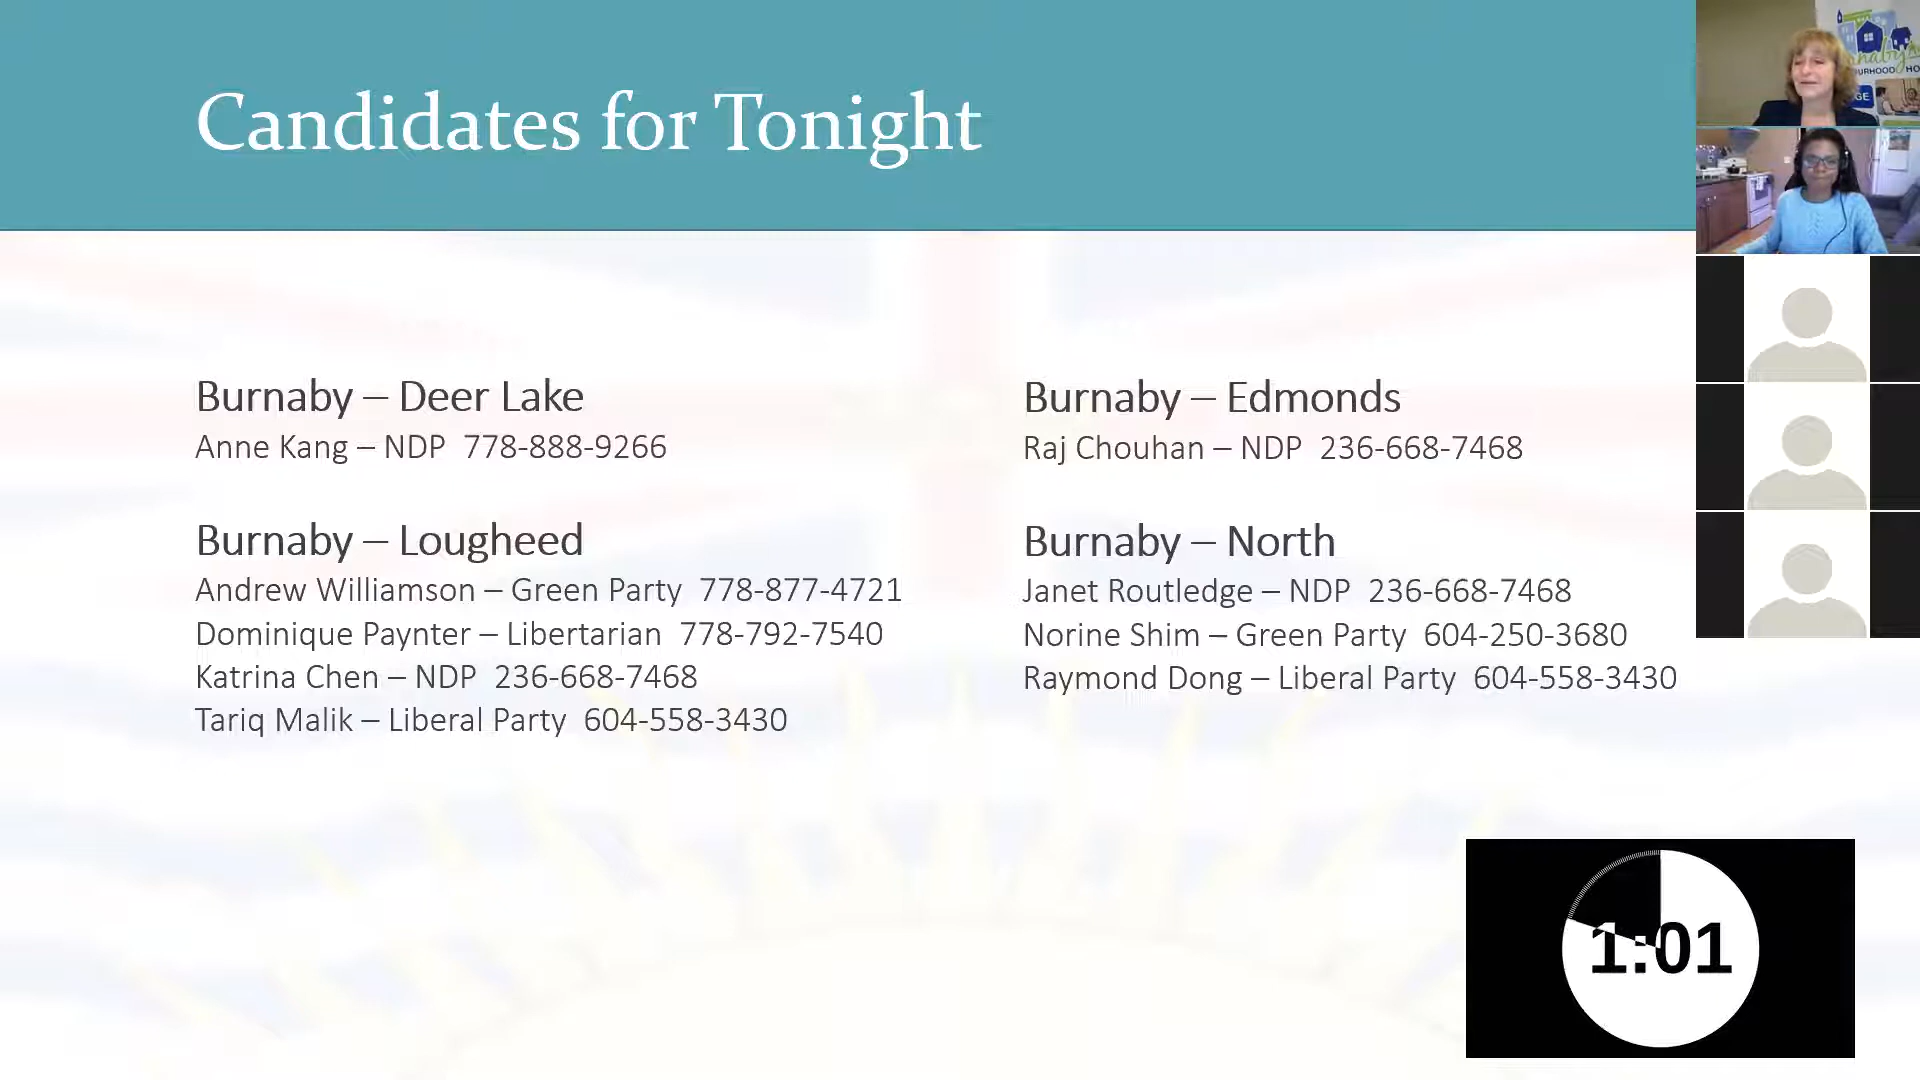 Candidates for Tonight
Burnaby – Deer Lake
Anne Kang – NDP 778-888-9266
Burnaby – Lougheed
Andrew Williamson – Green Party 778-877-4721
Dominique Paynter – Libertarian 778-792-7540
Katrina Chen – NDP 236-668-7468
Tariq Malik – Liberal Party 604-558-3430
Burnaby – Edmonds
Raj Chouhan – NDP 236-668-7468
Burnaby – North
Janet Routledge – NDP 236-668-7468
Norine Shim – Green Party 604-250-3680
Raymond Dong – Liberal Party 604-558-3430
1:01